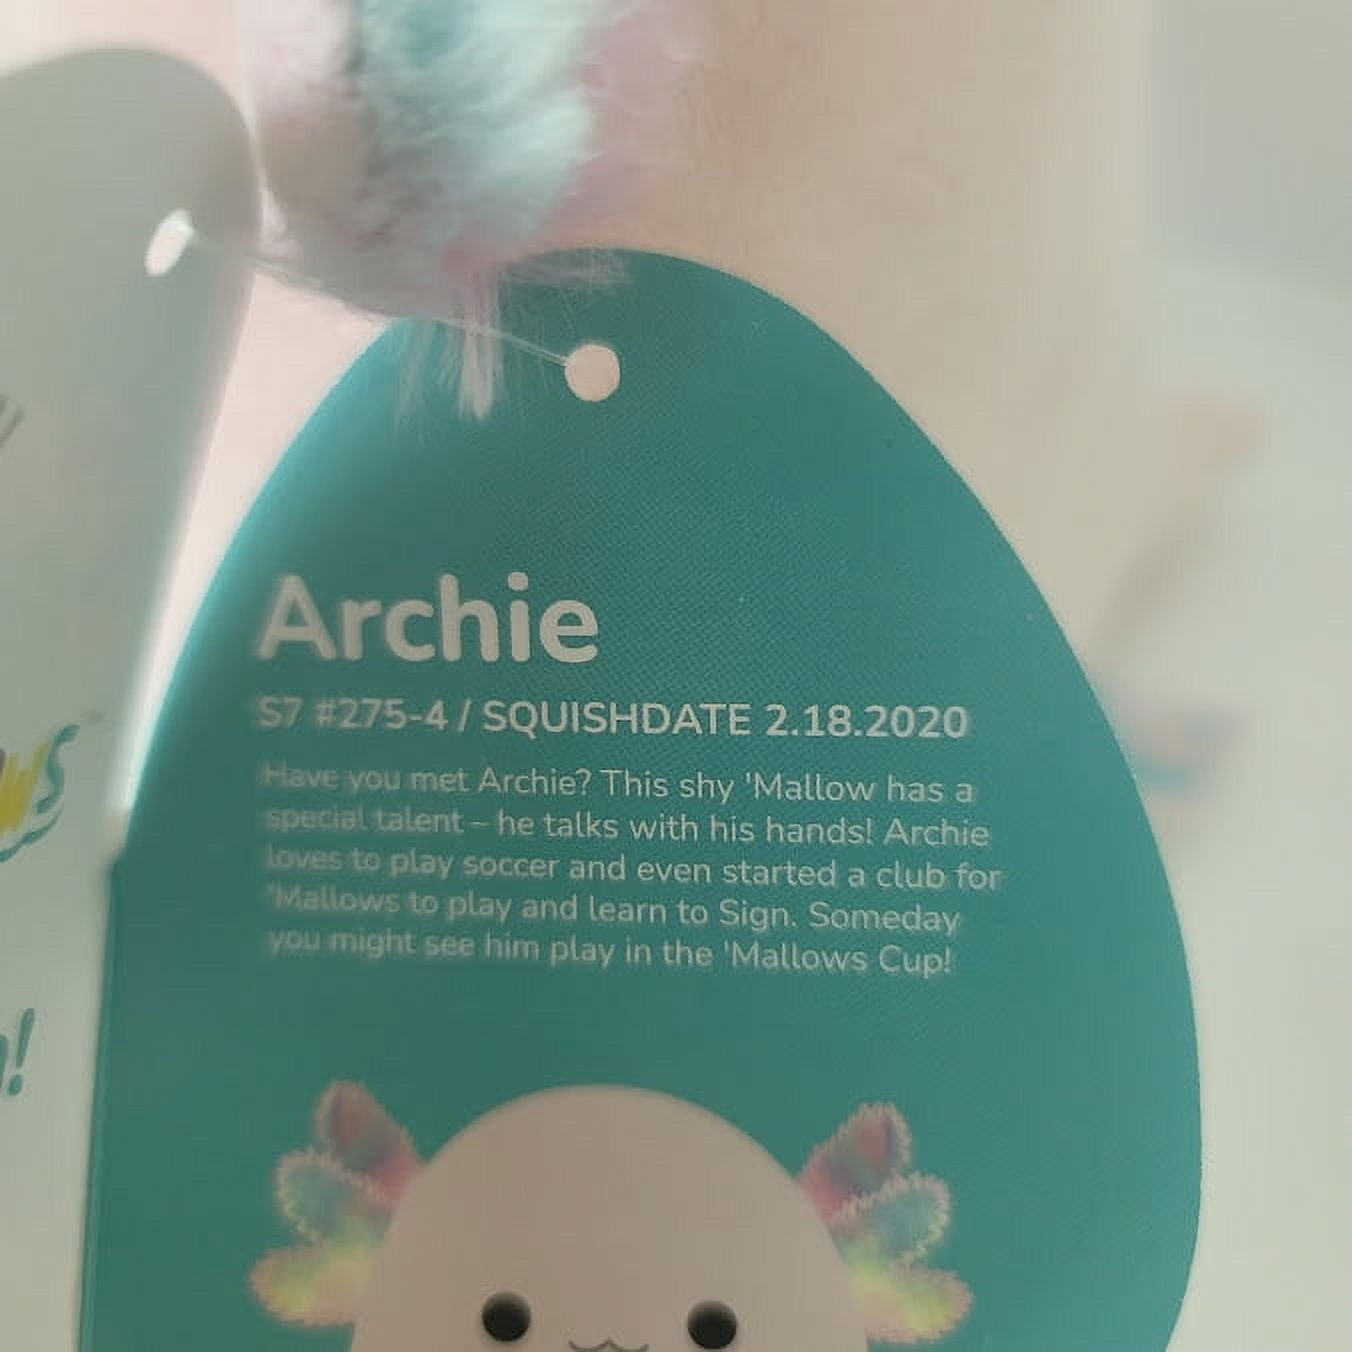 Archie
S7 #275-4 / SQUISHDATE 2.18.2020
Have you met Archie? This shy 'Mallow has a
special talent – he talks with his hands! Archie
loves to play soccer and even started a club for
'Mallows to play and learn to Sign. Someday
you might see him play in the 'Mallows Cup!